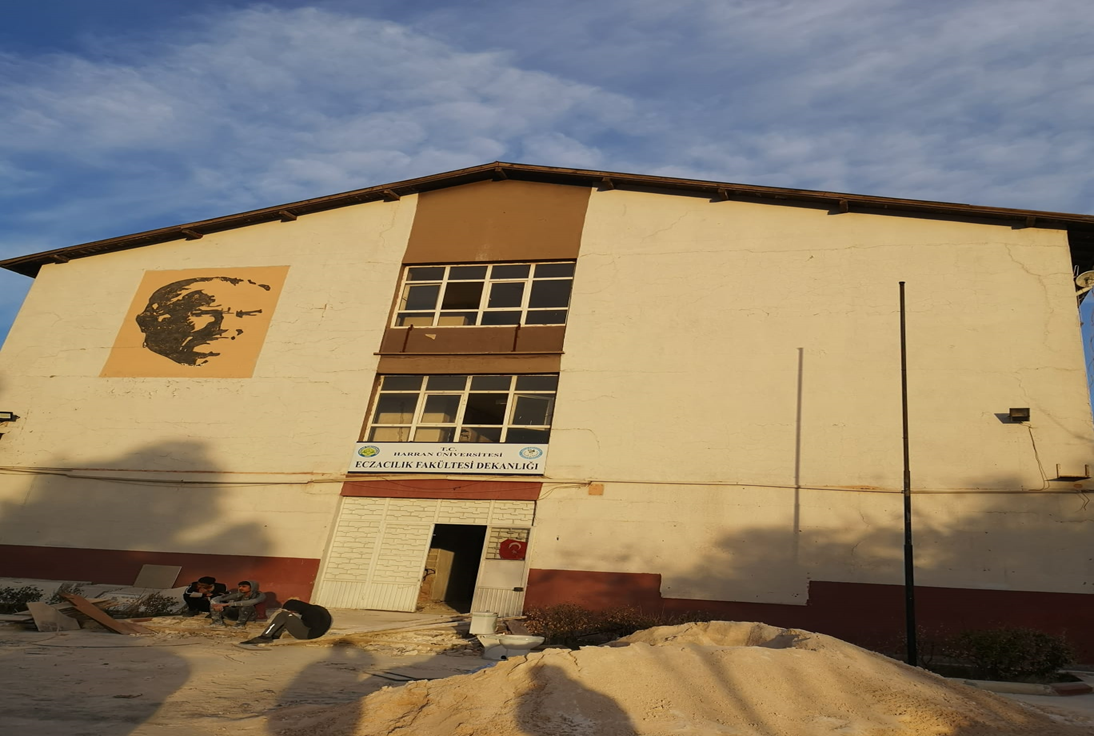 T.C.
HARRAN ÜNİVERSİTESİ
ECZACILIK FAKÜLTESİ DEKANLIĞI